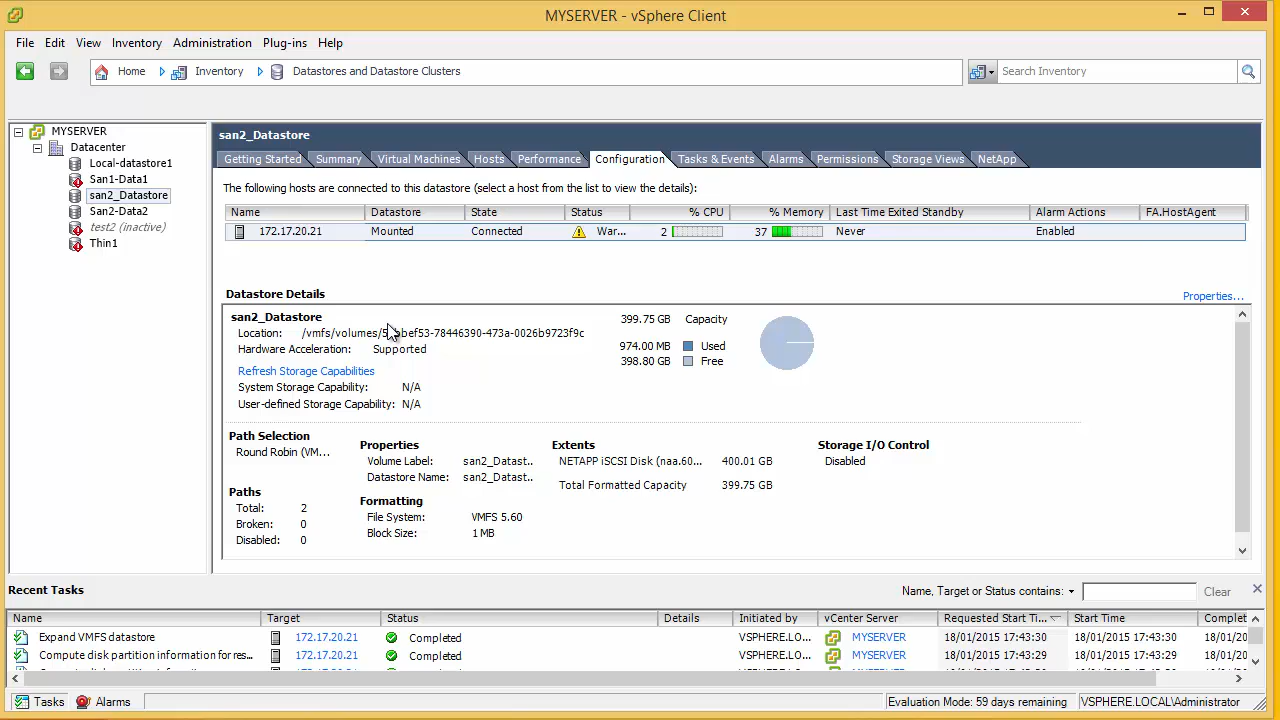 MYSERVER - vSphere Client
File Edit View Inventory Administration Plug-ins Help
Home Inventory Datastores and Datastore Clusters Search Inventory
MYSERVER
Datacenter
Local-datastore1
San1-Data1
san2_Datastore
San2-Data2
test2 (inactive)
Thin1
san2_Datastore
Getting Started Summary Virtual Machines Hosts Performance Configuration Tasks & Events Alarms Permissions Storage Views NetApp
The following hosts are connected to this datastore (select a host from the list to view the details):
Name Datastore State Status % CPU % Memory Last Time Exited Standby Alarm Actions FA.HostAgent
172.17.20.21 Mounted Connected War... 2 37 Never Enabled
Datastore Details
Properties...
san2_Datastore
Location:
Hardware Acceleration: Supported
Refresh Storage Capabilities
System Storage Capability: N/A
User-defined Storage Capability: N/A
399.75 GB Capacity
974.00 MB Used
398.80 GB Free
Path Selection
Round Robin (VM...
Paths
Total: 2
Broken: 0
Disabled: 0
Properties
Volume Label: san2_Datast..
Datastore Name: san2_Datast..
Formatting
File System: VMFS 5.60
Block Size: 1 MB
Extents
NETAPP iSCSI Disk (naa.60... 400.01 GB
Total Formatted Capacity 399.75 GB
Storage I/O Control
Disabled
Recent Tasks
Name, Target or Status contains: Clear
Name Target Status Details Initiated by vCenter Server Requested Start Ti... Start Time Complet
Expand VMFS datastore 172.17.20.21 Completed VSPHERE.LO... MYSERVER 18/01/2015 17:43:30 18/01/2015 17:43:30 18/01/20
Compute disk partition information for res... 172.17.20.21 Completed VSPHERE.LO... MYSERVER 18/01/2015 17:43:29 18/01/2015 17:43:29 18/01/20
Tasks Alarms Evaluation Mode: 59 days remaining VSPHERE.LOCAL\Administrator